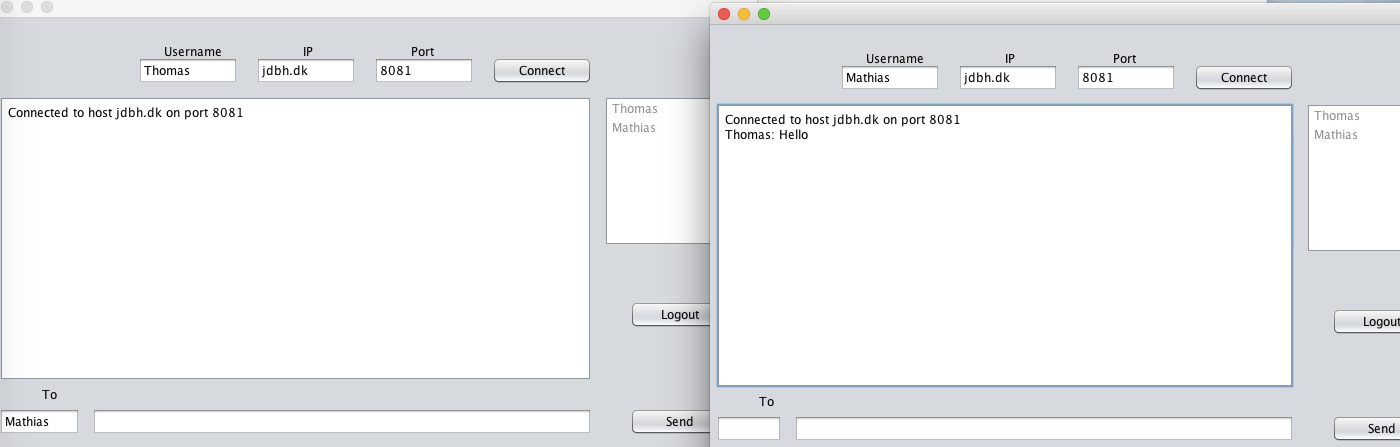 Username IP Port
Thomas jdbh.dk 8081 Connect
Connected to host jdbh.dk on port 8081
Thomas
Mathias
Logout
To
Mathias Send
Username IP Port
Mathias jdbh.dk 8081 Connect
Connected to host jdbh.dk on port 8081
Thomas: Hello
Thomas
Mathias
Logout
To
Send